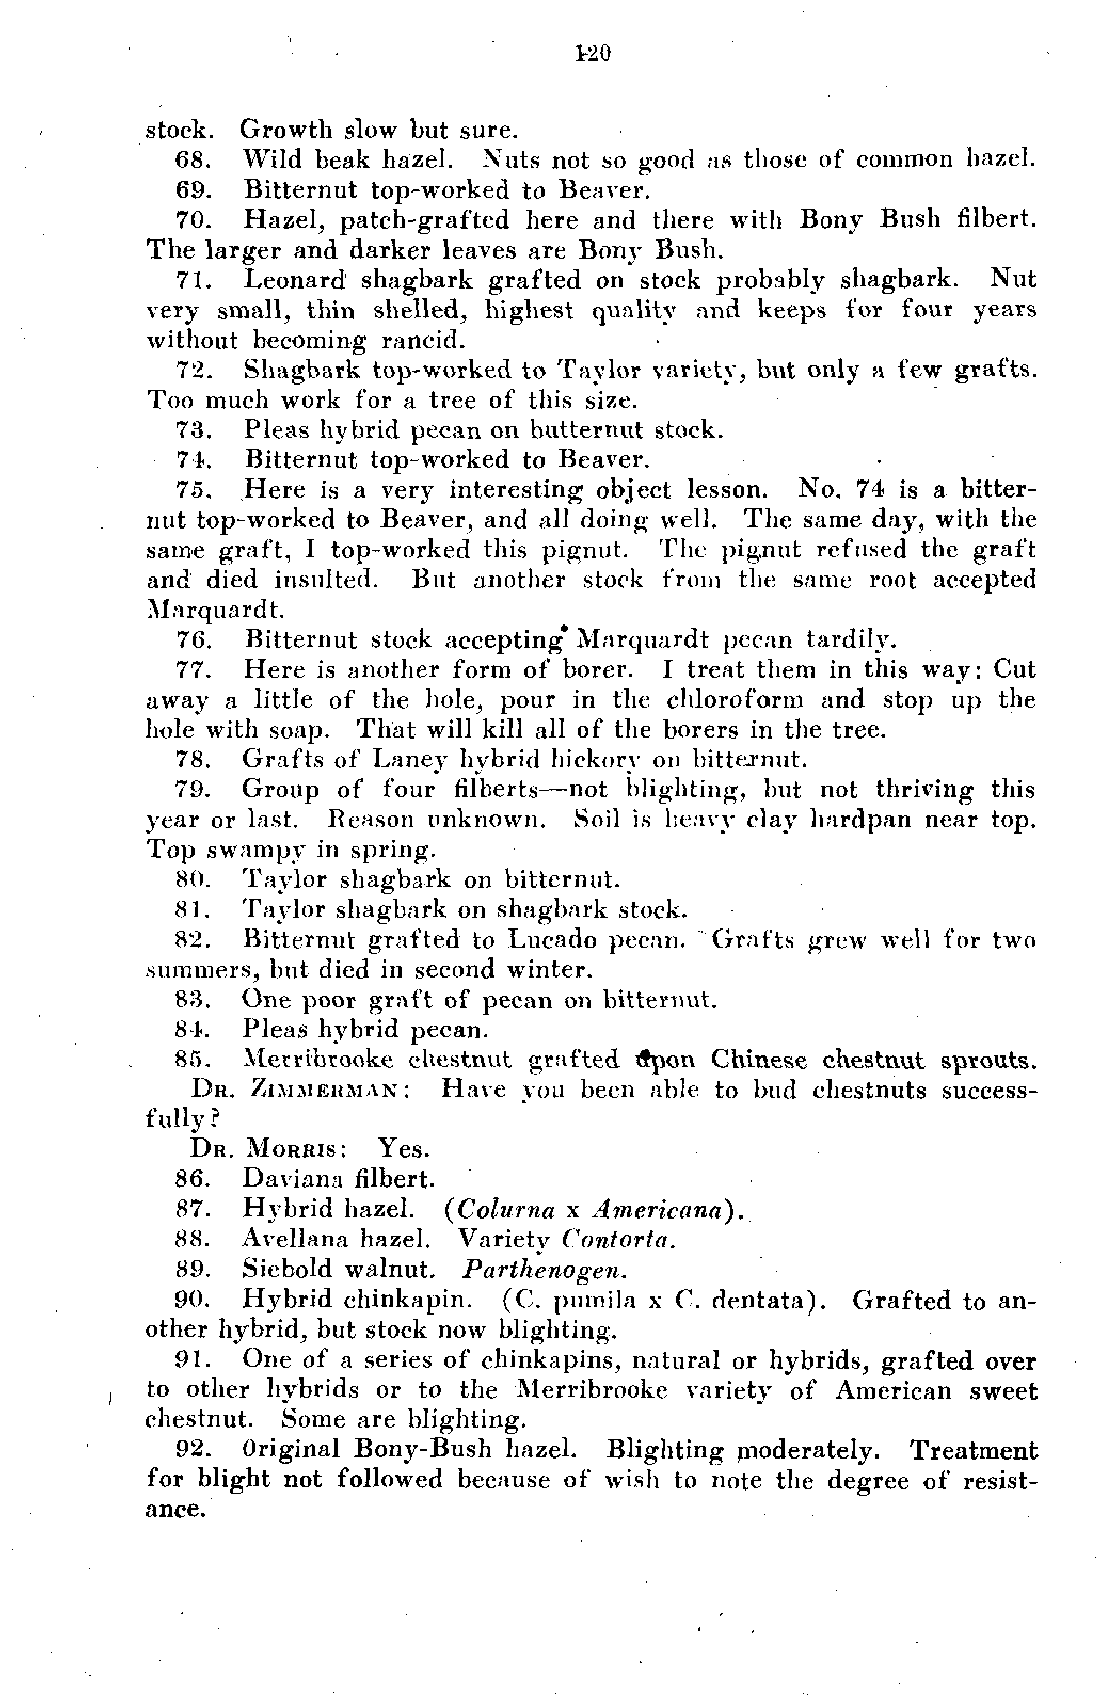 120
stock. Growth slow but sure.
68. Wild beak hazel. Nuts not so good as those of common hazel.
69. Bitternut top-worked to Beaver.
70. Hazel, patch-grafted here and there with Bony Bush filbert.
The larger and darker leaves are Bony Bush.
71. Leonard shagbark grafted on stock probably shagbark. Nut
very small, thin shelled, highest quality and keeps for four years
without becoming rancid.
72. Shagbark top-worked to Taylor variety, but only a few grafts.
Too much work for a tree of this size.
73. Pleas hybrid pecan on butternut stock.
74. Bitternut top-worked to Beaver.
75. Here is a very interesting object lesson. No. 74 is a bitter-
nut top-worked to Beaver, and all doing well. The same day, with the
same graft, I top-worked this pignut. The pignut refused the graft
and died insulted. But another stock from the same root accepted
Marquardt.
76. Bitternut stock accepting Marquardt pecan tardily.
77. Here is another form of borer. I treat them in this way: Cut
away a little of the hole, pour in the chloroform and stop up the
hole with soap. That will kill all of the borers in the tree.
78. Grafts of Laney hybrid hickory on bitternut.
79. Group of four filberts—not blighting, but not thriving this
year or last. Reason unknown. Soil is heavy clay hardpan near top.
Top swampy in spring.
80. Taylor shagbark on bitternut.
81. Taylor shagbark on shagbark stock.
82. Bitternut grafted to Lucado pecan. Grafts grew well for two
summers, but died in second winter.
83. One poor graft of pecan on bitternut.
84. Pleas hybrid pecan.
85. Merribrooke chestnut grafted upon Chinese chestnut sprouts.
DR. ZIMMERMAN: Have you been able to bud chestnuts success-
fully?
DR. MORRIS: Yes.
86. Daviana filbert.
87. Hybrid hazel. (Colurna x Americana).
88. Avellana hazel. Variety Contorta.
89. Siebold walnut. Parthenogen.
90. Hybrid chinkapin. (C. pumila x C. dentata). Grafted to an-
other hybrid, but stock now blighting.
91. One of a series of chinkapins, natural or hybrids, grafted over
to other hybrids or to the Merribrooke variety of American sweet
chestnut. Some are blighting.
92. Original Bony-Bush hazel. Blighting moderately. Treatment
for blight not followed because of wish to note the degree of resist-
ance.